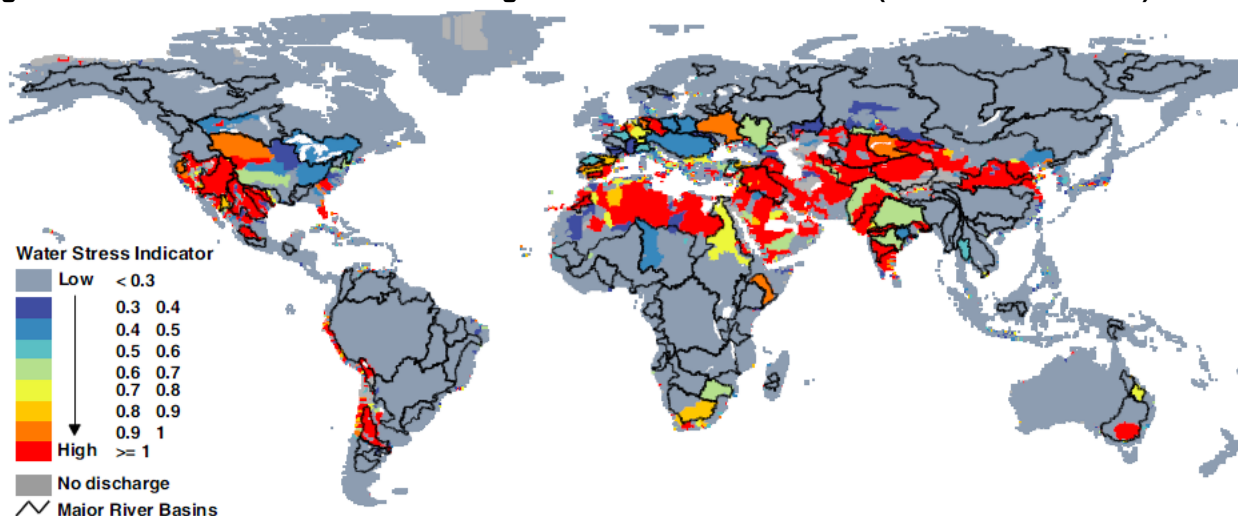 Water Stress Indicator
Low < 0.3
0.3 0.4
0.4 0.5
0.5 0.6
0.6 0.7
0.7 0.8
0.8 0.9
0.9 1
High >= 1
No discharge
Major River Basins